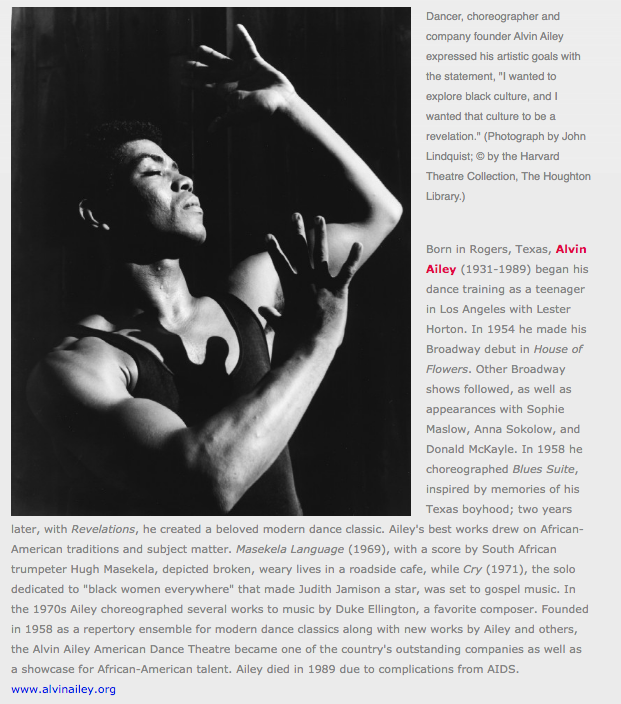 Dancer, choreographer and
company founder Alvin Ailey
expressed his artistic goals with
the statement, "I wanted to
explore black culture, and I
wanted that culture to be a
revelation." (Photograph by John
Lindquist; © by the Harvard
Theatre Collection, The Houghton
Library.)
Born in Rogers, Texas, Alvin
Ailey (1931-1989) began his
dance training as a teenager
in Los Angeles with Lester
Horton. In 1954 he made his
Broadway debut in House of
Flowers. Other Broadway
shows followed, as well as
appearances with Sophie
Maslow, Anna Sokolow, and
Donald McKayle. In 1958 he
choreographed Blues Suite,
inspired by memories of his
Texas boyhood; two years
later, with Revelations, he created a beloved modern dance classic. Ailey's best works drew on African-
American traditions and subject matter. Masekela Language (1969), with a score by South African
trumpeter Hugh Masekela, depicted broken, weary lives in a roadside cafe, while Cry (1971), the solo
dedicated to "black women everywhere" that made Judith Jamison a star, was set to gospel music. In
the 1970s Ailey choreographed several works to music by Duke Ellington, a favorite composer. Founded
in 1958 as a repertory ensemble for modern dance classics along with new works by Ailey and others,
the Alvin Ailey American Dance Theatre became one of the country's outstanding companies as well as
a showcase for African-American talent. Ailey died in 1989 due to complications from AIDS.
www.alvinailey.org